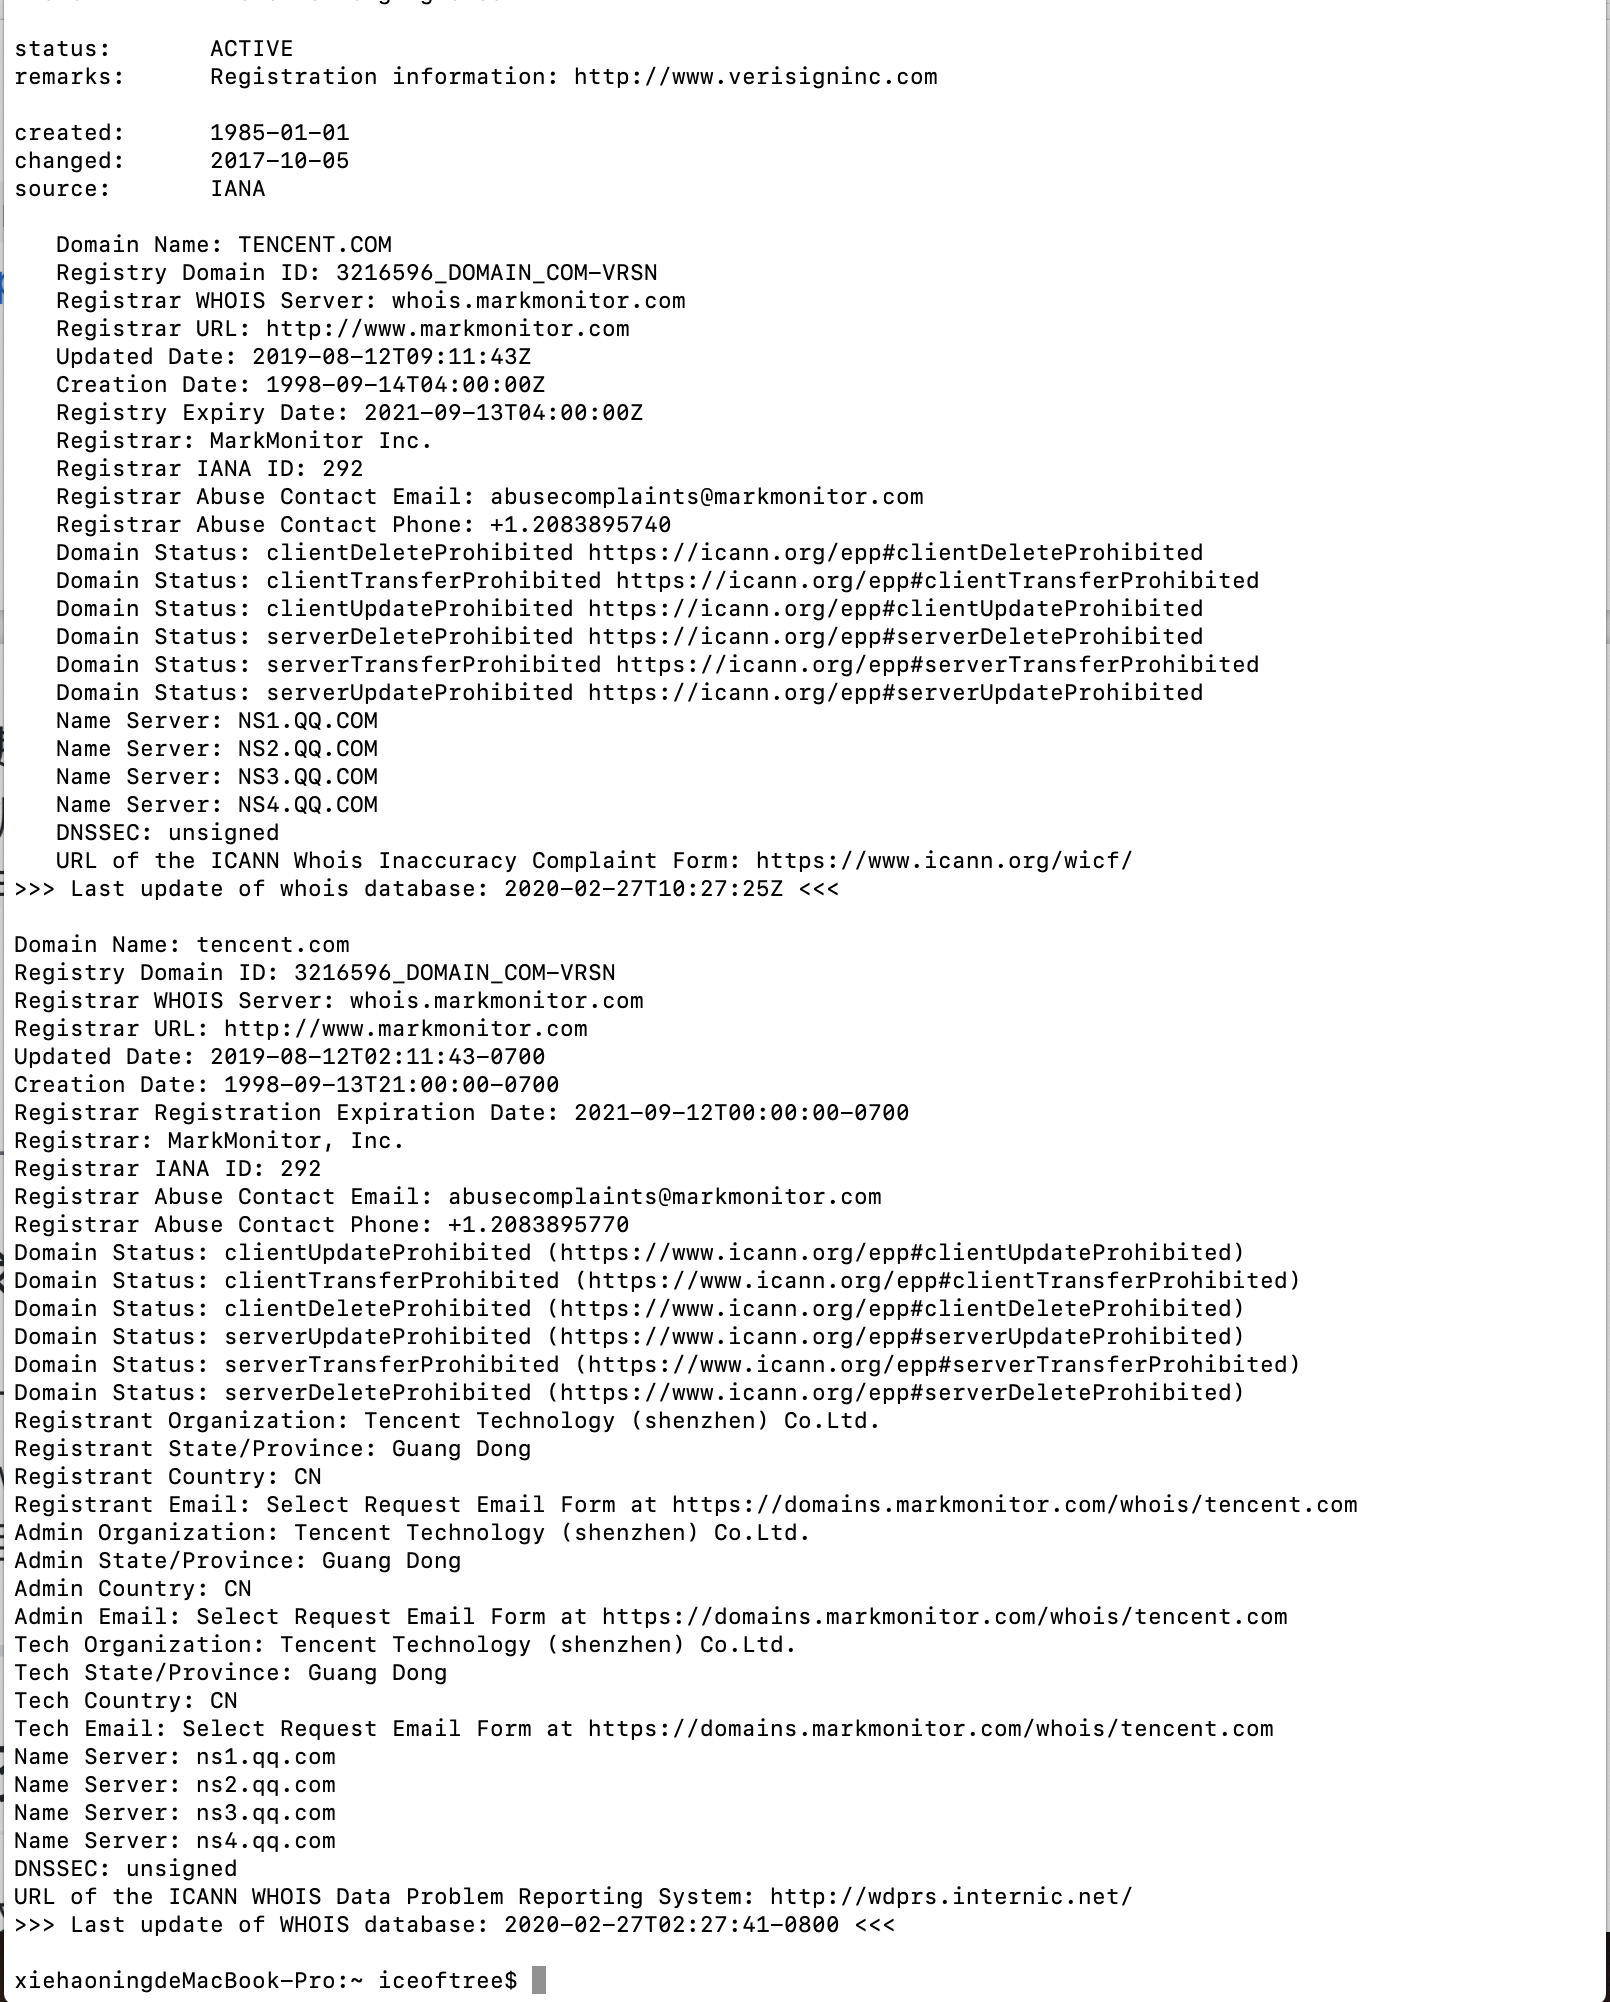 status:       ACTIVE
remarks:      Registration information: http://www.verisigninc.com
created:      1985-01-01
changed:      2017-10-05
source:       IANA
Domain Name: TENCENT.COM
Registry Domain ID: 3216596_DOMAIN_COM-VRSN
Registrar WHOIS Server: whois.markmonitor.com
Registrar URL: http://www.markmonitor.com
Updated Date: 2019-08-12T09:11:43Z
Creation Date: 1998-09-14T04:00:00Z
Registry Expiry Date: 2021-09-13T04:00:00Z
Registrar: MarkMonitor Inc.
Registrar IANA ID: 292
Registrar Abuse Contact Email: abusecomplaints@markmonitor.com
Registrar Abuse Contact Phone: +1.2083895740
Domain Status: clientDeleteProhibited https://icann.org/epp#clientDeleteProhibited
Domain Status: clientTransferProhibited https://icann.org/epp#clientTransferProhibited
Domain Status: clientUpdateProhibited https://icann.org/epp#clientUpdateProhibited
Domain Status: serverDeleteProhibited https://icann.org/epp#serverDeleteProhibited
Domain Status: serverTransferProhibited https://icann.org/epp#serverTransferProhibited
Domain Status: serverUpdateProhibited https://icann.org/epp#serverUpdateProhibited
Name Server: NS1.QQ.COM
Name Server: NS2.QQ.COM
Name Server: NS3.QQ.COM
Name Server: NS4.QQ.COM
DNSSEC: unsigned
URL of the ICANN Whois Inaccuracy Complaint Form: https://www.icann.org/wicf/
>>> Last update of whois database: 2020-02-27T10:27:25Z <<<
Domain Name: tencent.com
Registry Domain ID: 3216596_DOMAIN_COM-VRSN
Registrar WHOIS Server: whois.markmonitor.com
Registrar URL: http://www.markmonitor.com
Updated Date: 2019-08-12T02:11:43-0700
Creation Date: 1998-09-13T21:00:00-0700
Registrar Registration Expiration Date: 2021-09-12T00:00:00-0700
Registrar: MarkMonitor, Inc.
Registrar IANA ID: 292
Registrar Abuse Contact Email: abusecomplaints@markmonitor.com
Registrar Abuse Contact Phone: +1.2083895770
Domain Status: clientUpdateProhibited (https://www.icann.org/epp#clientUpdateProhibited)
Domain Status: clientTransferProhibited (https://www.icann.org/epp#clientTransferProhibited)
Domain Status: clientDeleteProhibited (https://www.icann.org/epp#clientDeleteProhibited)
Domain Status: serverUpdateProhibited (https://www.icann.org/epp#serverUpdateProhibited)
Domain Status: serverTransferProhibited (https://www.icann.org/epp#serverTransferProhibited)
Domain Status: serverDeleteProhibited (https://www.icann.org/epp#serverDeleteProhibited)
Registrant Organization: Tencent Technology (shenzhen) Co.Ltd.
Registrant State/Province: Guang Dong
Registrant Country: CN
Registrant Email: Select Request Email Form at https://domains.markmonitor.com/whois/tencent.com
Admin Organization: Tencent Technology (shenzhen) Co.Ltd.
Admin State/Province: Guang Dong
Admin Country: CN
Admin Email: Select Request Email Form at https://domains.markmonitor.com/whois/tencent.com
Tech Organization: Tencent Technology (shenzhen) Co.Ltd.
Tech State/Province: Guang Dong
Tech Country: CN
Tech Email: Select Request Email Form at https://domains.markmonitor.com/whois/tencent.com
Name Server: ns1.qq.com
Name Server: ns2.qq.com
Name Server: ns3.qq.com
Name Server: ns4.qq.com
DNSSEC: unsigned
URL of the ICANN WHOIS Data Problem Reporting System: http://wdprs.internic.net/
>>> Last update of WHOIS database: 2020-02-27T02:27:41-0800 <<<
xiehaoningdeMacBook-Pro:~ iceoftree$